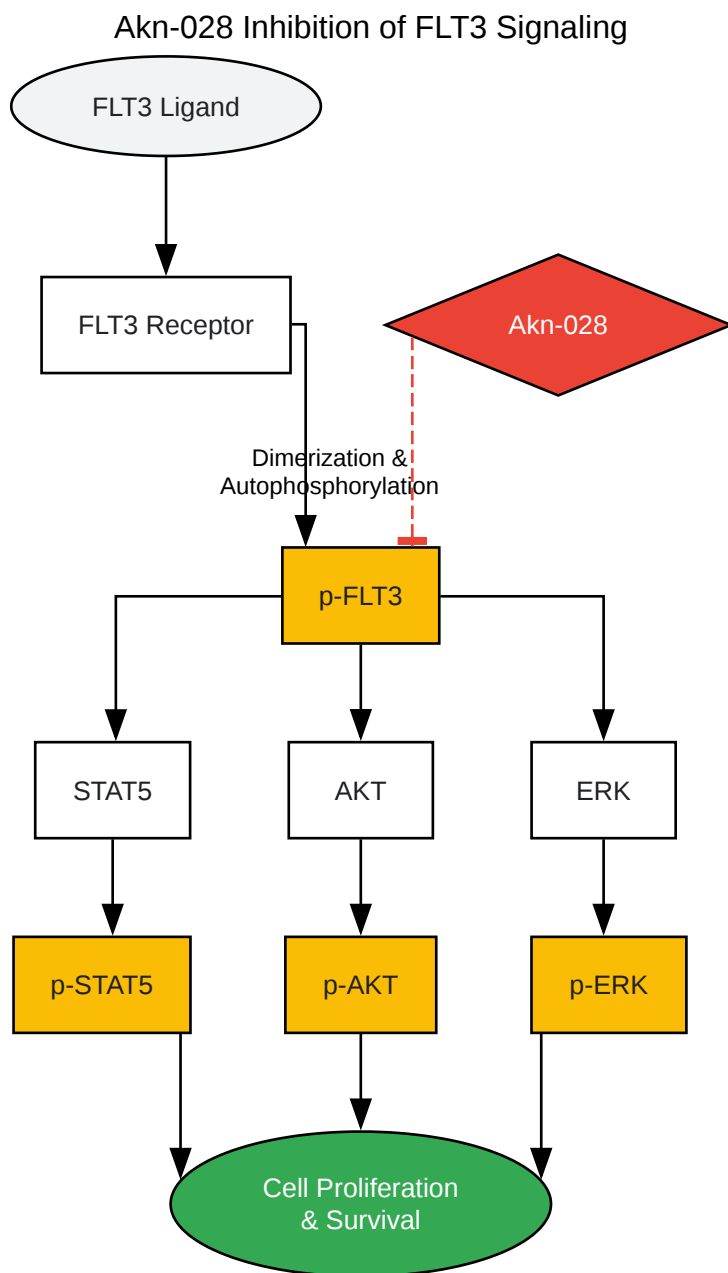 Akn-028 Inhibition of FLT3 Signaling
FLT3 Ligand
FLT3 Receptor
Akn-028
Dimerization &
Autophosphorylation
p-FLT3
STAT5
AKT
ERK
p-STAT5
p-AKT
p-ERK
Cell Proliferation
& Survival